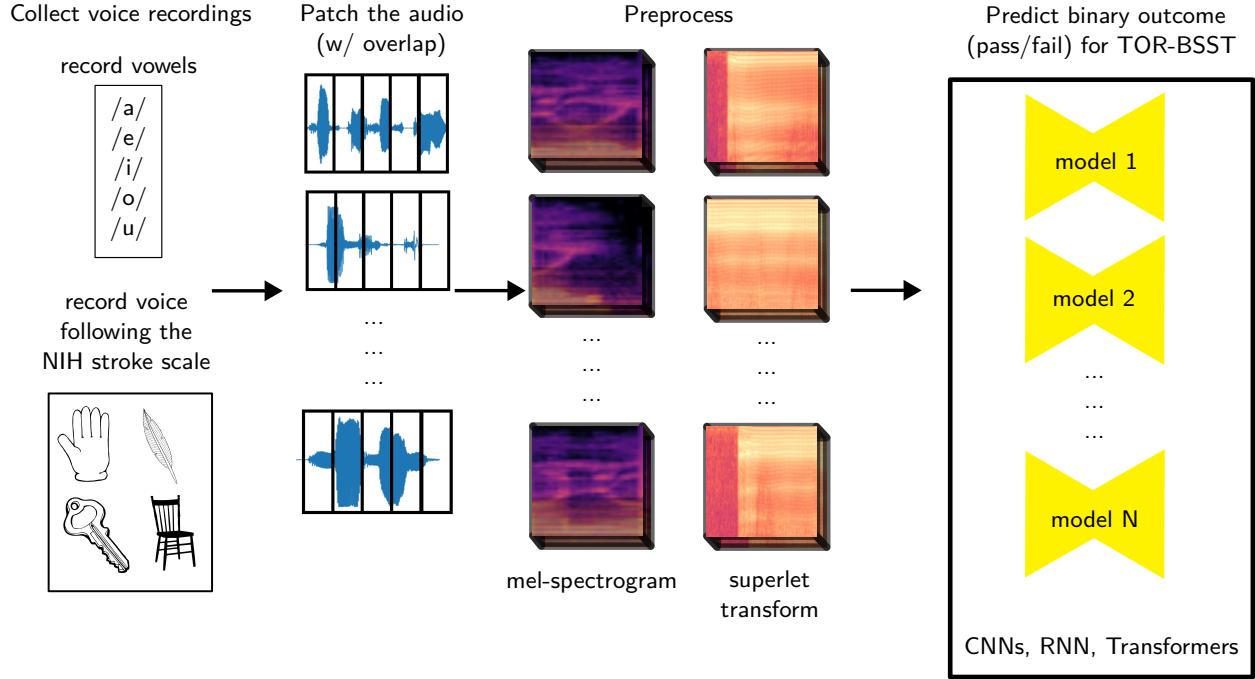 Collect voice recordings
record vowels
/a/
/e/
/i/
/o/
/u/
record voice
following the
NIH stroke scale
Patch the audio
(w/ overlap)
...
...
...
Preprocess
...
...
...
...
...
...
mel-spectrogram
superlet
transform
Predict binary outcome
(pass/fail) for TOR-BSST
model 1
model 2
...
...
...
model N
CNNs, RNN, Transformers